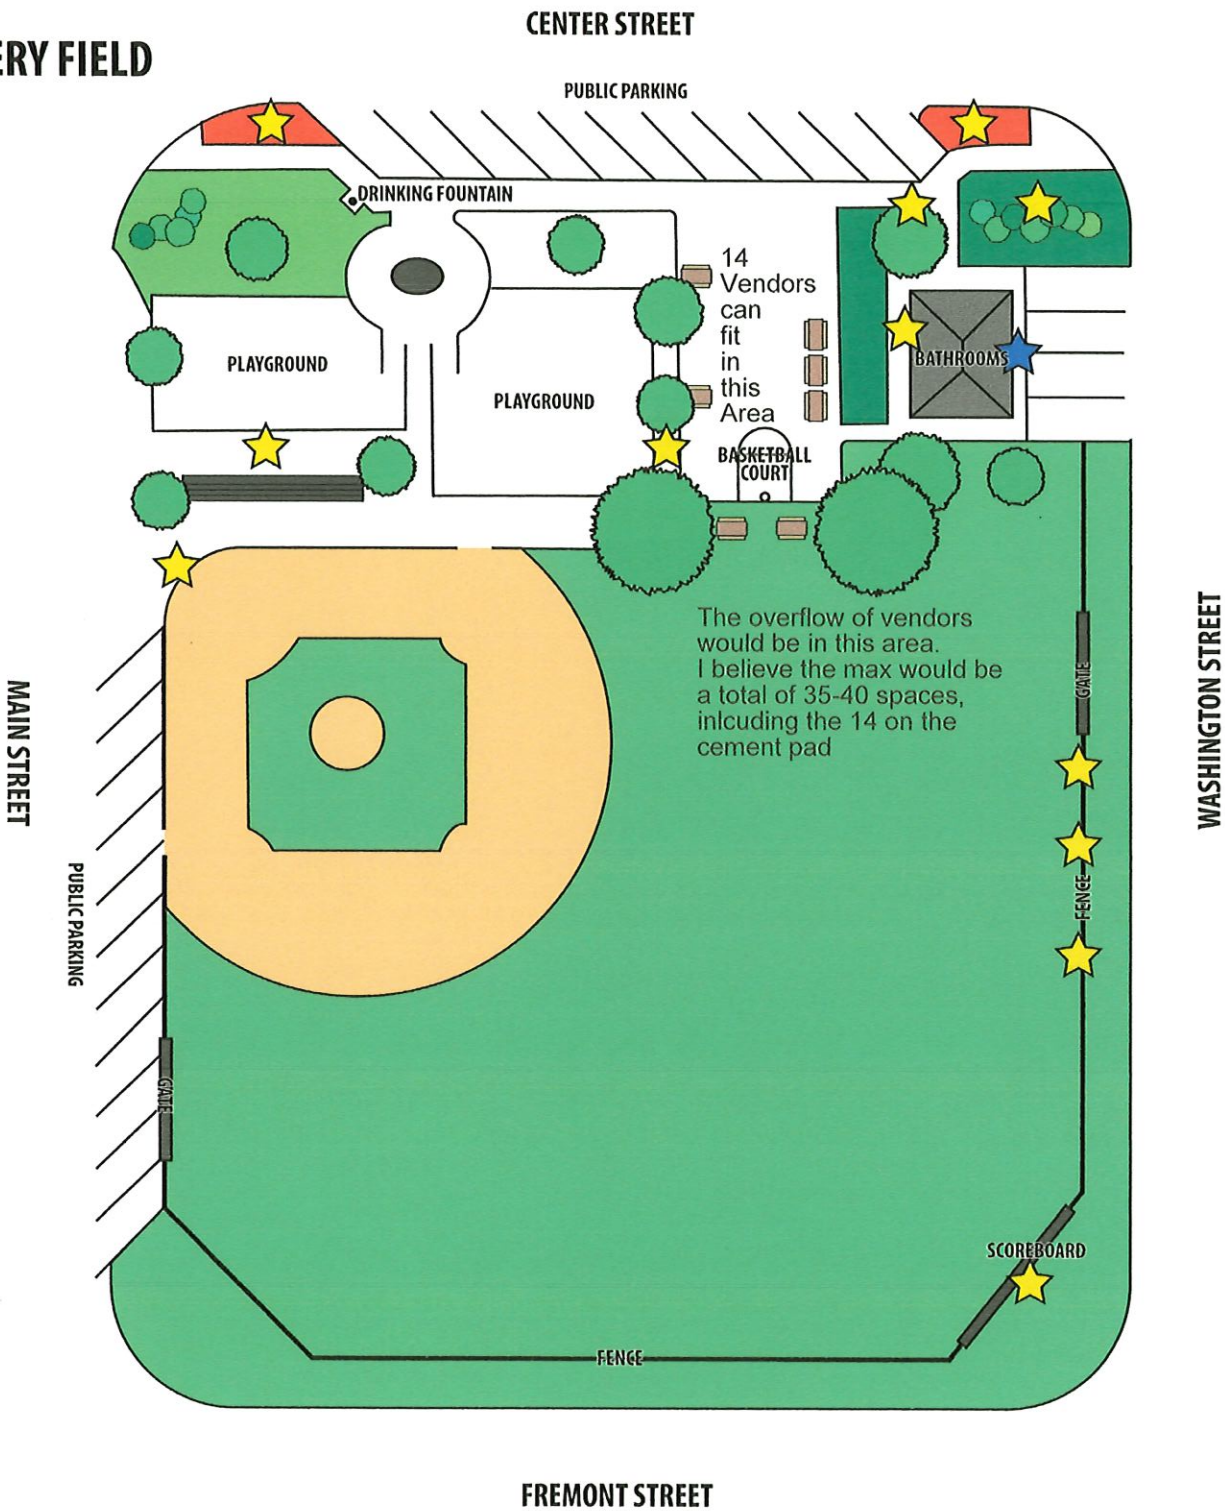 CENTER STREET
ERY FIELD
PUBLIC PARKING
DRINKING FOUNTAIN
14
Vendors
can
fit
in
this
Area
PLAYGROUND
BATHROOMS
PLAYGROUND
BASKETBALL
COURT
The overflow of vendors
would be in this area.
I believe the max would be
a total of 35-40 spaces,
inlcuding the 14 on the
cement pad
GATE
WASHINGTON STREET
MAIN STREET
PUBLIC PARKING
FENCE
GATE
SCOREBOARD
FENCE
FREMONT STREET